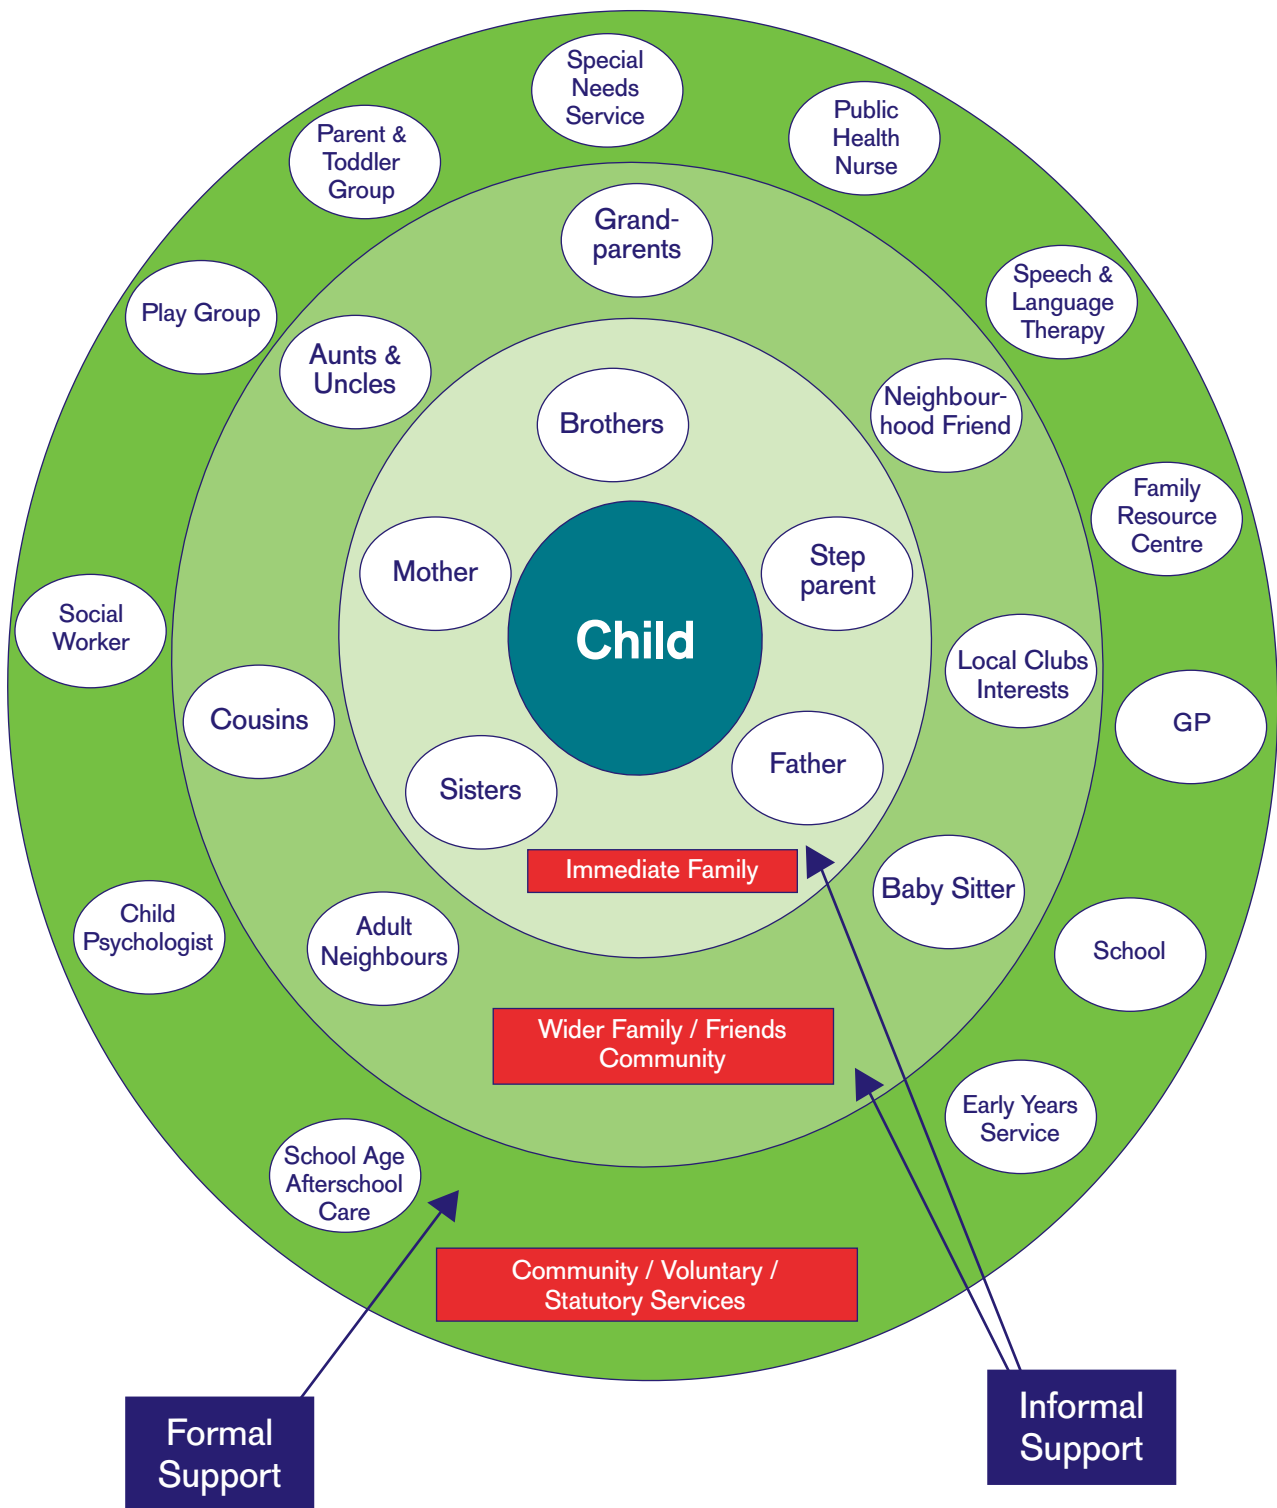 Special
Needs
Service
Public
Health
Nurse
Parent &
Toddler
Group
Grand-
parents
Speech &
Language
Therapy
Play Group
Aunts &
Uncles
Neighbour-
hood Friend
Brothers
Family
Resource
Centre
Mother
Step
parent
Child
Social
Worker
Local Clubs
Interests
Cousins
GP
Father
Sisters
Immediate Family
Baby Sitter
Child
Psychologist
Adult
Neighbours
School
Wider Family / Friends
Community
Early Years
Service
School Age
Afterschool
Care
Community / Voluntary /
Statutory Services
Informal
Support
Formal
Support